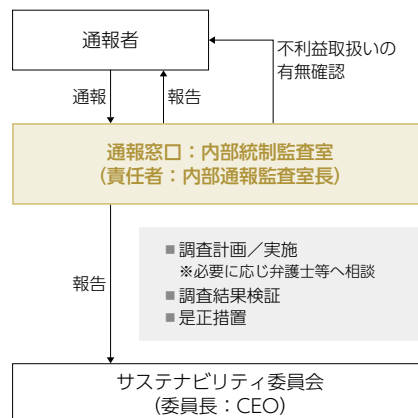 通報者
不利益取扱いの
有無確認
通報
報告
通報窓口：内部統制監査室
（責任者：内部通報監査室長）
■ 調査計画／実施
※必要に応じ弁護士等へ相談
■ 調査結果検証
■ 是正措置
報告
サステナビリティ委員会
（委員長：CEO）